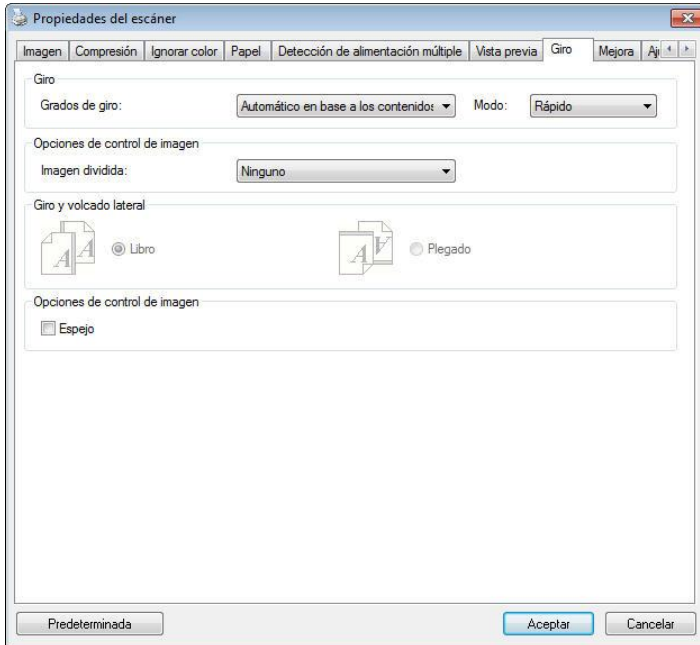 Propiedades del escáner
Imagen Compresión Ignorar color Papel Detección de alimentación múltiple Vista previa Giro Mejora Aju
Giro
Grados de giro: Automático en base a los contenidos Modo: Rápido
Opciones de control de imagen
Imagen dividida: Ninguno
Giro y volcado lateral
A A Libro A A Plegado
Opciones de control de imagen
Espejo
Predeterminada Aceptar Cancelar